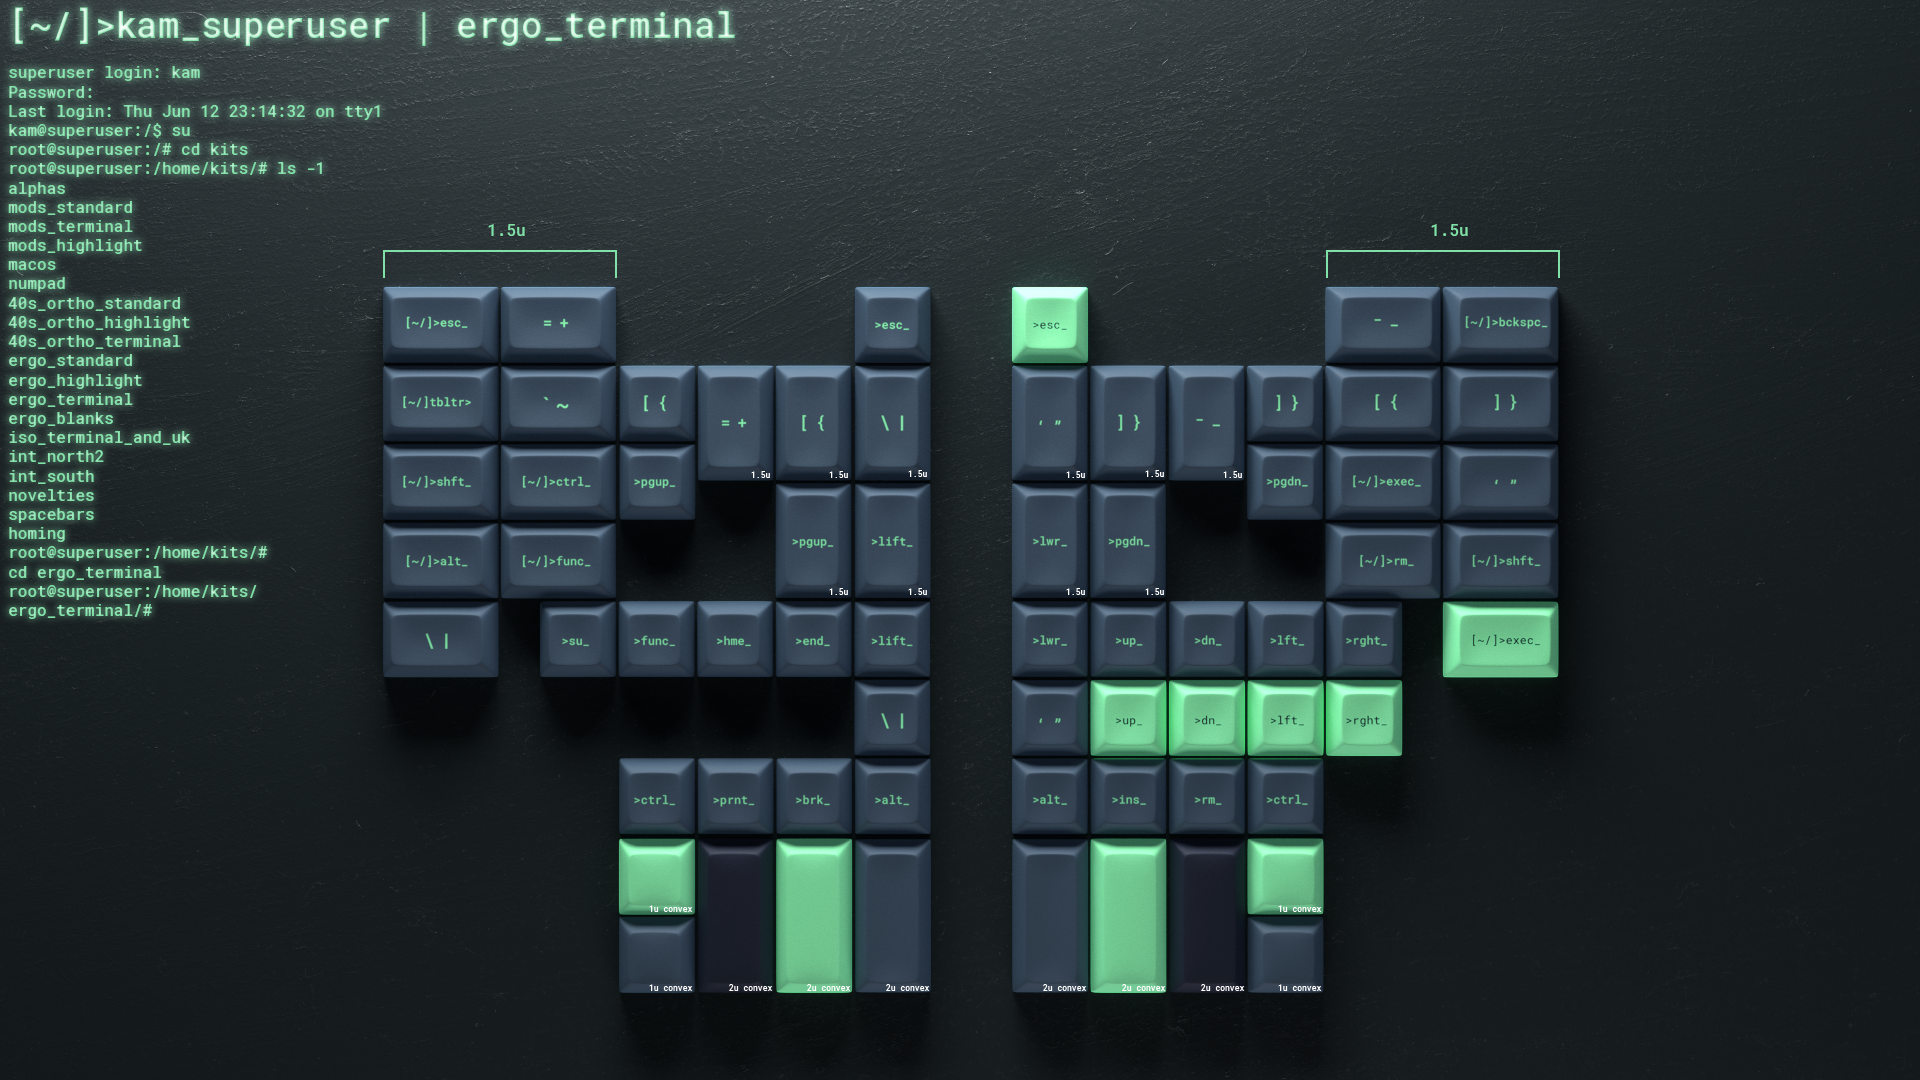 [~/]>kam_superuser | ergo_terminal
superuser login: kam
Password:
Last login: Thu Jun 12 23:14:32 on tty1
kam@superuser:/$ su
root@superuser:/# cd kits
root@superuser:/home/kits/# ls -1
alphas
mods_standard
mods_terminal
mods_highlight
macos
numpad
40s_ortho_standard
40s_ortho_highlight
40s_ortho_terminal
ergo_standard
ergo_highlight
ergo_terminal
ergo_blanks
iso_terminal_and_uk
int_north2
int_south
novelties
spacebars
homing
root@superuser:/home/kits/#
cd ergo_terminal
root@superuser:/home/kits/
ergo_terminal/#
1.5u 1.5u
[~/]>esc_ = + >esc_ >esc_ - _ [~/]>bckspc_
[~/]tbltr> ` ~ [ { ] } [ { ] }
= + [ { \ | ' " ] } - _
1.5u 1.5u 1.5u 1.5u 1.5u 1.5u
[~/]>shft_ [~/]>ctrl_ >pgup_ >pgdn_ [~/]>exec_ ' "
>pgup_ >lift_ >lwr_ >pgdn_
[~/]>alt_ [~/]>func_ [~/]>rm_ [~/]>shft_
1.5u 1.5u 1.5u 1.5u
\ | >su_ >func_ >hme_ >end_ >lift_ >lwr_ >up_ >dn_ >lft_ >rght_ [~/]>exec_
\ | ' " >up_ >dn_ >lft_ >rght_
>ctrl_ >prnt_ >brk_ >alt_ >alt_ >ins_ >rm_ >ctrl_
1u convex 1u convex
1u convex 2u convex 2u convex 2u convex 2u convex 2u convex 2u convex 1u convex